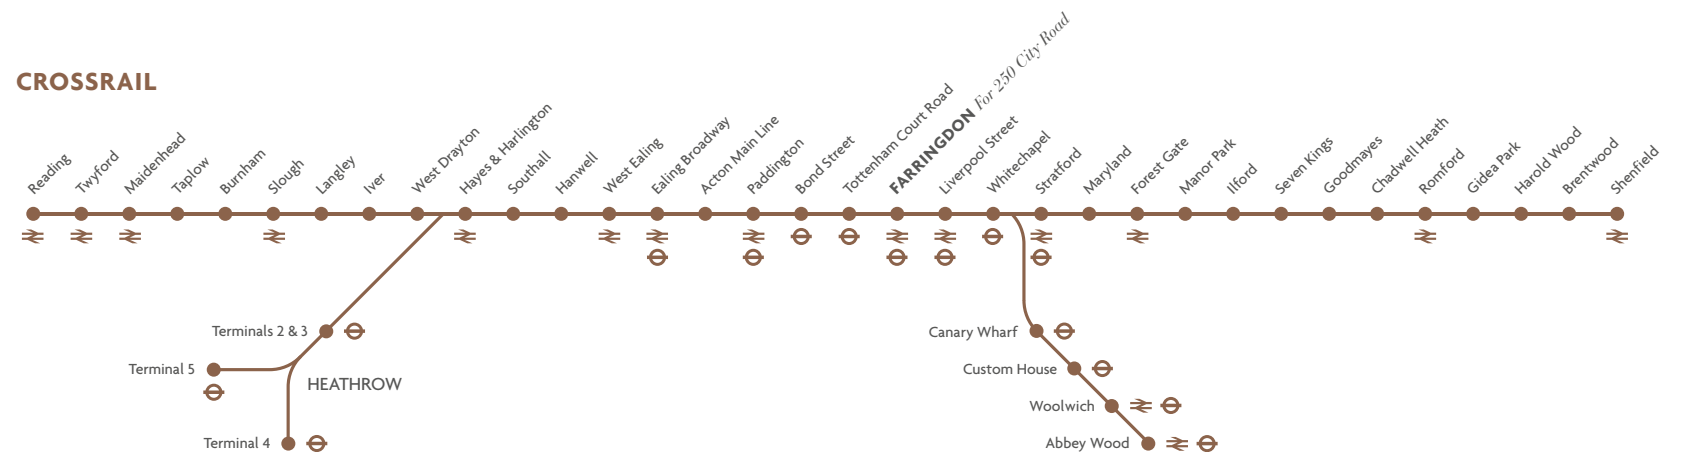 CROSSRAIL
Reading
Twyford
Maidenhead
Taplow
Burnham
Slough
Langley
Iver
West Drayton
Hayes & Harlington
Southall
Hanwell
West Ealing
Ealing Broadway
Acton Main Line
Paddington
Bond Street
Tottenham Court Road
FARRINGDON For 250 City Road
Liverpool Street
Whitechapel
Stratford
Maryland
Forest Gate
Manor Park
Ilford
Seven Kings
Goodmayes
Chadwell Heath
Romford
Gidea Park
Harold Wood
Brentwood
Shenfield
Terminals 2 & 3
Terminal 5
HEATHROW
Terminal 4
Canary Wharf
Custom House
Woolwich
Abbey Wood